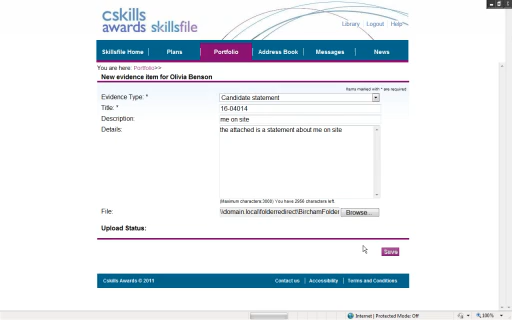 cskills
awards skillsfile
Library Logout Help
Skillsfile Home Plans Portfolio Address Book Messages News
You are here: Portfolio>>
New evidence item for Olivia Benson
Items marked with * are required
Evidence Type: * Candidate statement
Title: * 16-04014
Description: me on site
Details: the attached is a statement about me on site
(Maximum characters:3000) You have 2956 characters left.
File: \\domain.local\folderredirect\BirchamFolder Browse...
Upload Status:
Save
Cskills Awards © 2011 Contact us Accessibility Terms and Conditions
Internet | Protected Mode: Off 100%